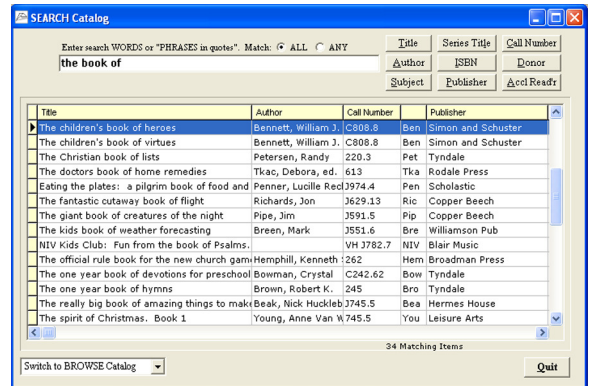 SEARCH Catalog
Enter search WORDS or "PHRASES in quotes". Match: ALL ANY
the book of
Title Series Title Call Number
Author ISBN Donor
Subject Publisher Accl Read'r
Title Author Call Number Publisher
The children's book of heroes Bennett, William J. C808.8 Ben Simon and Schuster
The children's book of virtues Bennett, William J. C808.8 Ben Simon and Schuster
The Christian book of lists Petersen, Randy 220.3 Pet Tyndale
The doctors book of home remedies Tkac, Debora, ed. 613 Tka Rodale Press
Eating the plates: a pilgrim book of food and Penner, Lucille Recl J974.4 Pen Scholastic
The fantastic cutaway book of flight Richards, Jon J629.13 Ric Copper Beech
The giant book of creatures of the night Pipe, Jim J591.5 Pip Copper Beech
The kids book of weather forecasting Breen, Mark J551.6 Bre Williamson Pub
NIV Kids Club: Fun from the book of Psalms. VH J782.7 NIV Blair Music
The official rule book for the new church game Hemphill, Kenneth 262 Hem Broadman Press
The one year book of devotions for preschool Bowman, Crystal C242.62 Bow Tyndale
The one year book of hymns Brown, Robert K. 245 Bro Tyndale
The really big book of amazing things to make Beak, Nick Huckleb J745.5 Bea Hermes House
The spirit of Christmas. Book 1 Young, Anne Van W 745.5 You Leisure Arts
34 Matching Items
Switch to BROWSE Catalog Quit